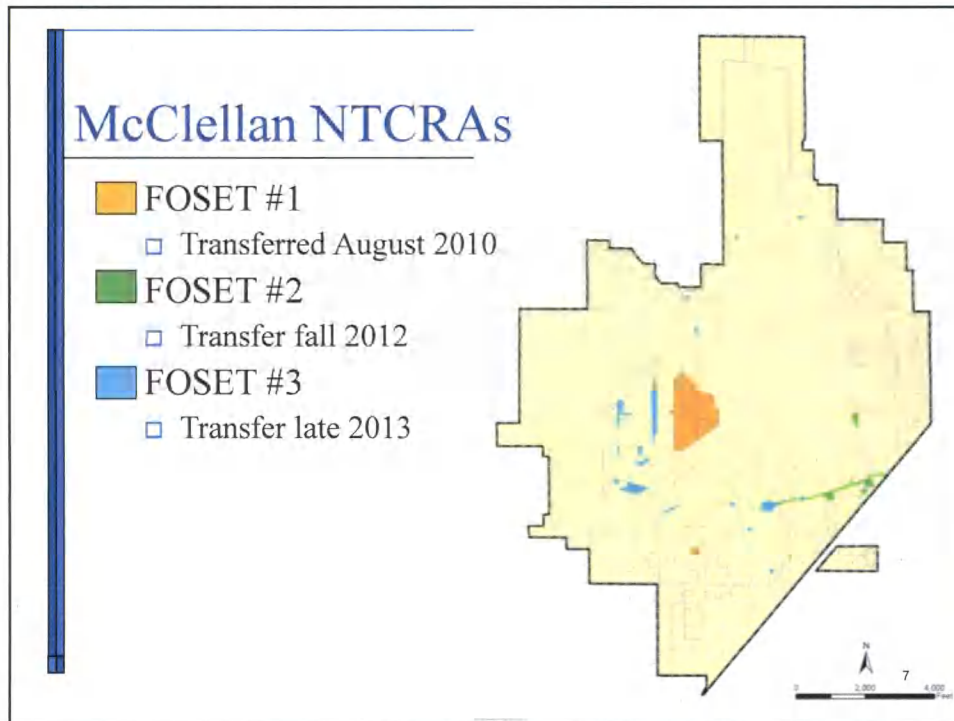 McClellan NTCRAs
FOSET #1
Transferred August 2010
FOSET #2
Transfer fall 2012
FOSET #3
Transfer late 2013
N
7
0 2,000 4,000
Feet